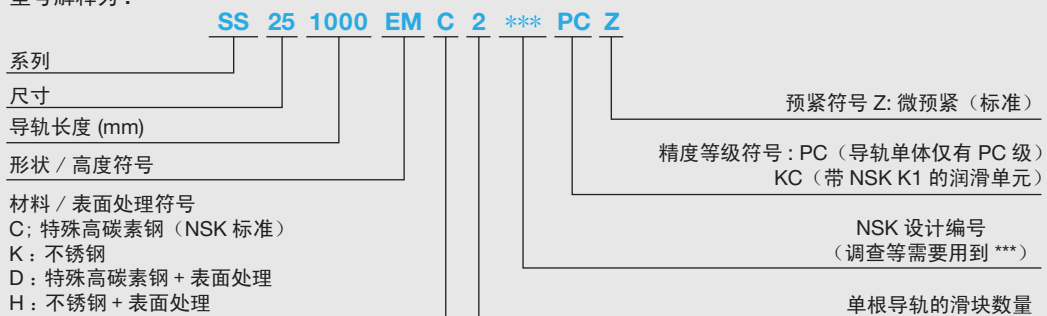 SS 25 1000 EM C 2 *** PC Z
系列
尺寸
导轨长度 (mm)
形状 / 高度符号
材料 / 表面处理符号
C; 特殊高碳素钢（NSK 标准）
K：不锈钢
D：特殊高碳素钢 + 表面处理
H：不锈钢 + 表面处理
预紧符号 Z: 微预紧（标准）
精度等级符号 : PC（导轨单体仅有 PC 级）
KC（带 NSK K1 的润滑单元）
NSK 设计编号
（调查等需要用到 ***）
单根导轨的滑块数量